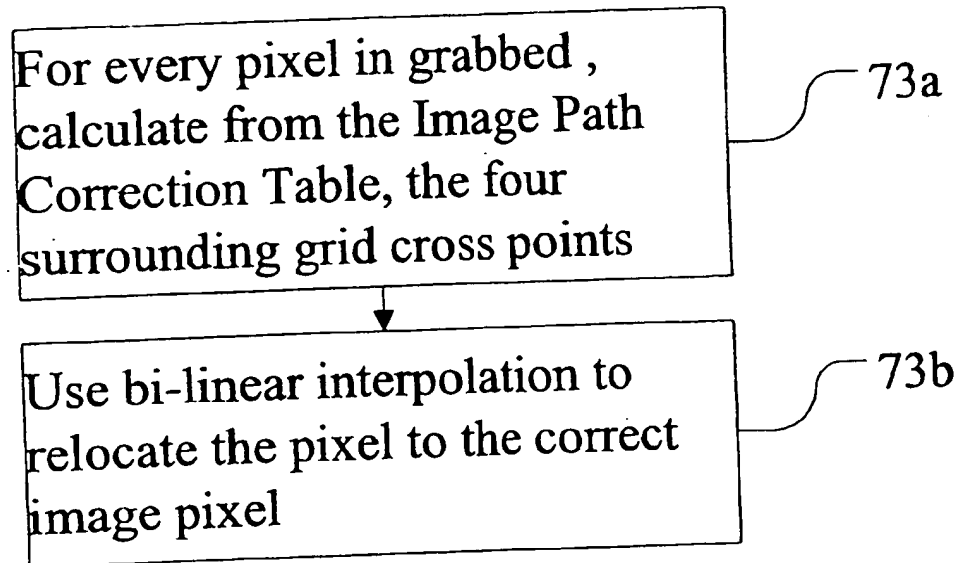 For every pixel in grabbed ,
calculate from the Image Path
Correction Table, the four
surrounding grid cross points
73a
Use bi-linear interpolation to
relocate the pixel to the correct
image pixel
73b